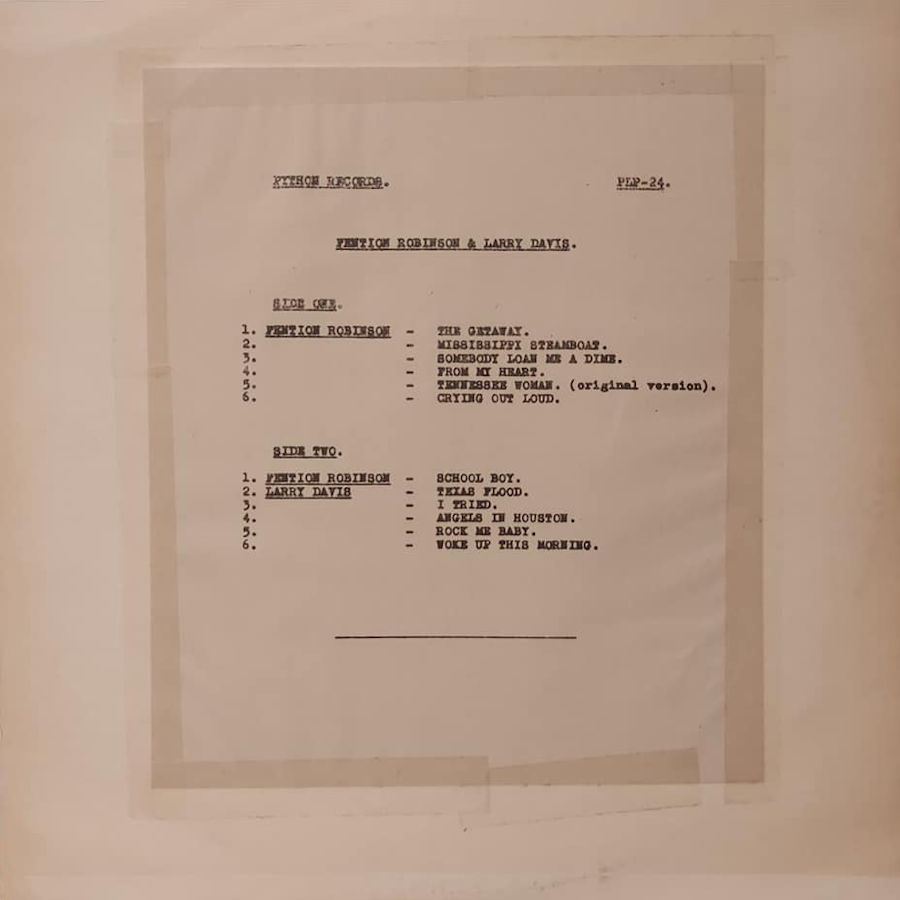 PYTHON RECORDS. PLP-24.
FENTION ROBINSON & LARRY DAVIS.
SIDE ONE.
1. FENTION ROBINSON - THE GETAWAY.
2. - MISSISSIPPI STEAMBOAT.
3. - SOMEBODY LOAN ME A DIME.
4. - FROM MY HEART.
5. - TENNESSEE WOMAN. (original version).
6. - CRYING OUT LOUD.
SIDE TWO.
1. FENTION ROBINSON - SCHOOL BOY.
2. LARRY DAVIS - TEXAS FLOOD.
3. - I TRIED.
4. - ANGELS IN HOUSTON.
5. - ROCK ME BABY.
6. - WOKE UP THIS MORNING.